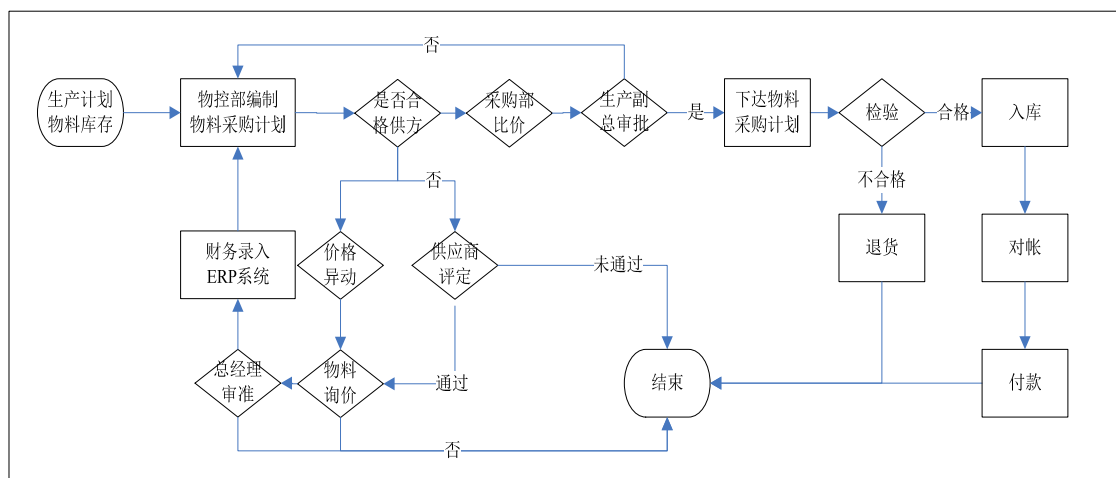 否
生产计划
物料库存
物控部编制
物料采购计划
是否合
格供方
采购部
比价
生产副
总审批
是
下达物料
采购计划
检验
合格
入库
否
不合格
财务录入
ERP系统
价格
异动
供应商
评定
未通过
退货
对帐
总经理
审准
物料
询价
通过
结束
付款
否